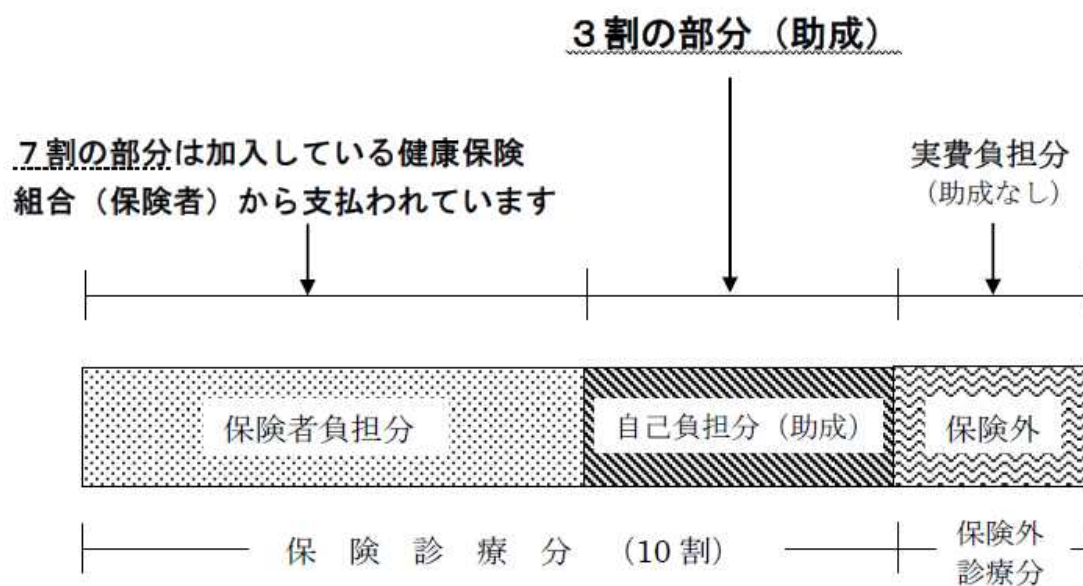 3割の部分（助成）
7割の部分は加入している健康保険
組合（保険者）から支払われています
実費負担分
（助成なし）
保険者負担分
自己負担分（助成）
保険外
保険診療分（10割）
保険外
診療分